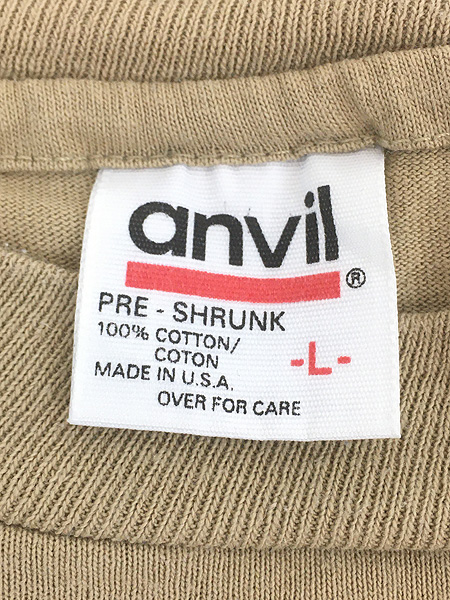 anvil
®
PRE - SHRUNK
100% COTTON/
COTON
-L-
MADE IN U.S.A.
OVER FOR CARE